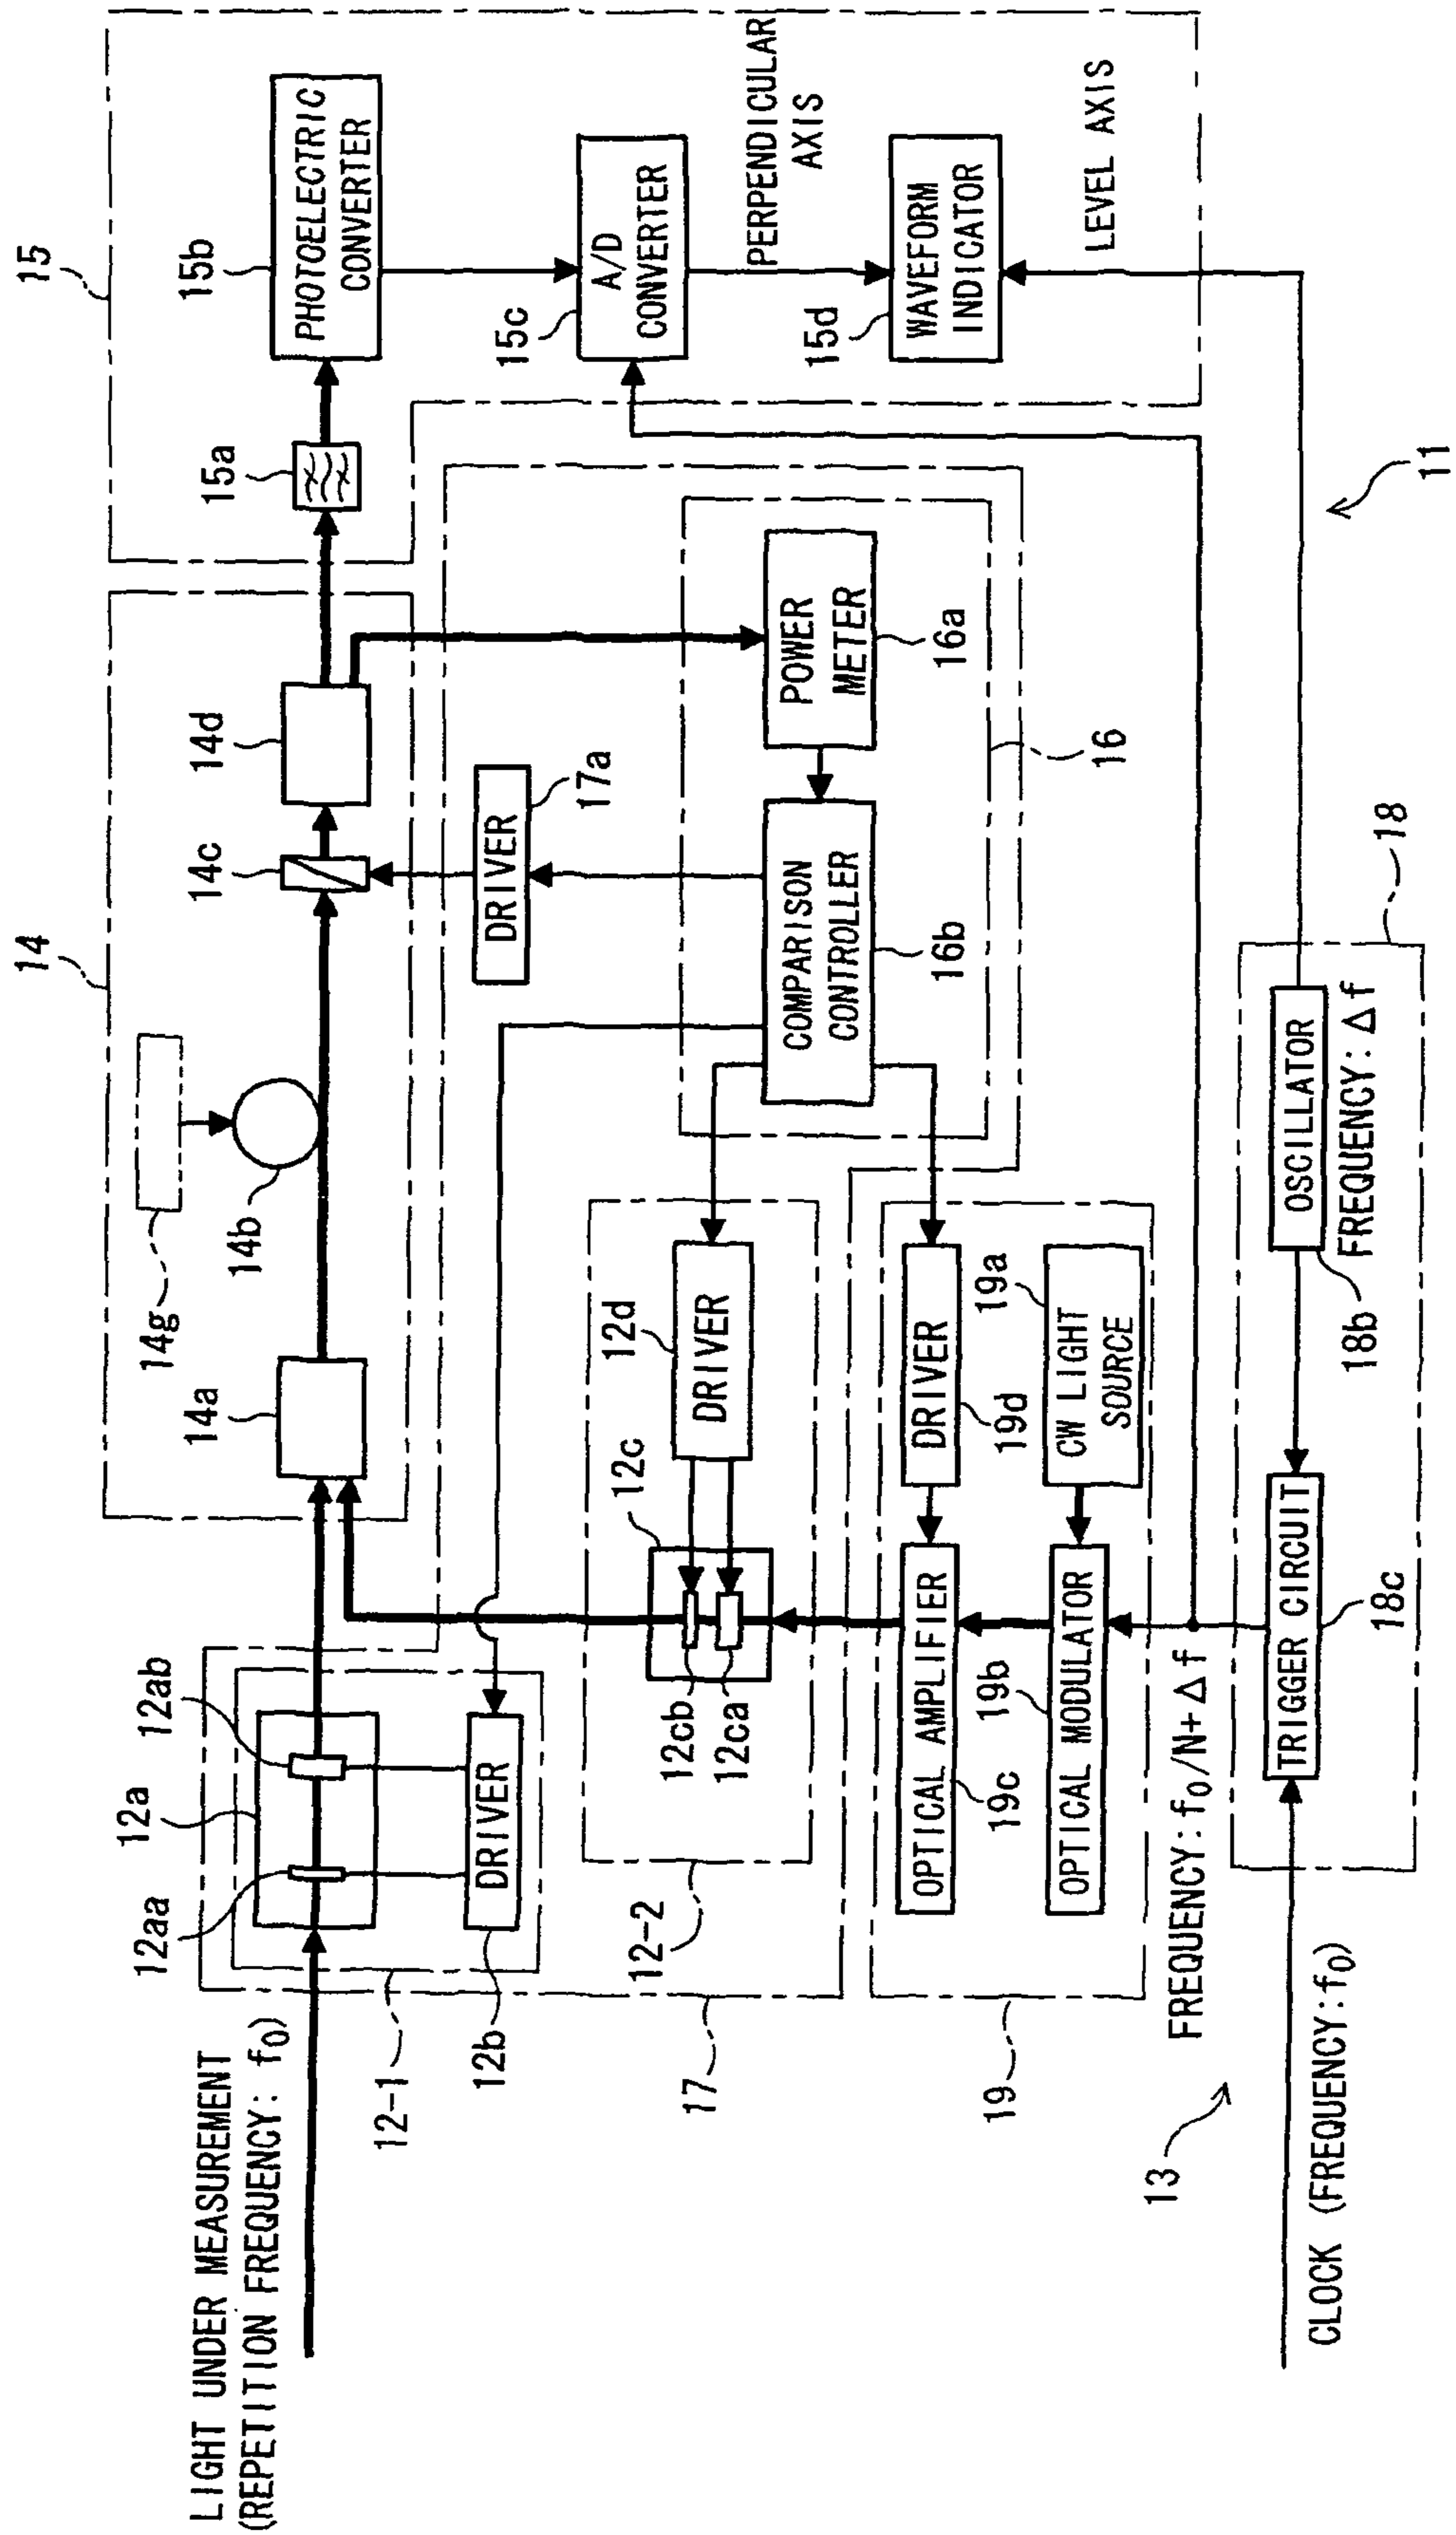 LIGHT UNDER MEASUREMENT
(REPETITION FREQUENCY: f0)
12aa
12a
12ab
12-1
12b
DRIVER
17
14
14a
14g
14b
14c
14d
15
15a
15b
PHOTOELECTRIC
CONVERTER
15c
A/D
CONVERTER
PERPENDICULAR
AXIS
15d
WAVEFORM
INDICATOR
LEVEL AXIS
DRIVER
17a
POWER
METER
16a
COMPARISON
CONTROLLER
16b
16
12-2
12cb
12ca
12c
12d
DRIVER
19
OPTICAL AMPLIFIER
19c
DRIVER
19d
19a
CW LIGHT
SOURCE
19b
OPTICAL MODULATOR
FREQUENCY: f0/N+Δf
13
CLOCK (FREQUENCY:f0)
TRIGGER CIRCUIT
18c
OSCILLATOR
18b
FREQUENCY: Δf
18
11